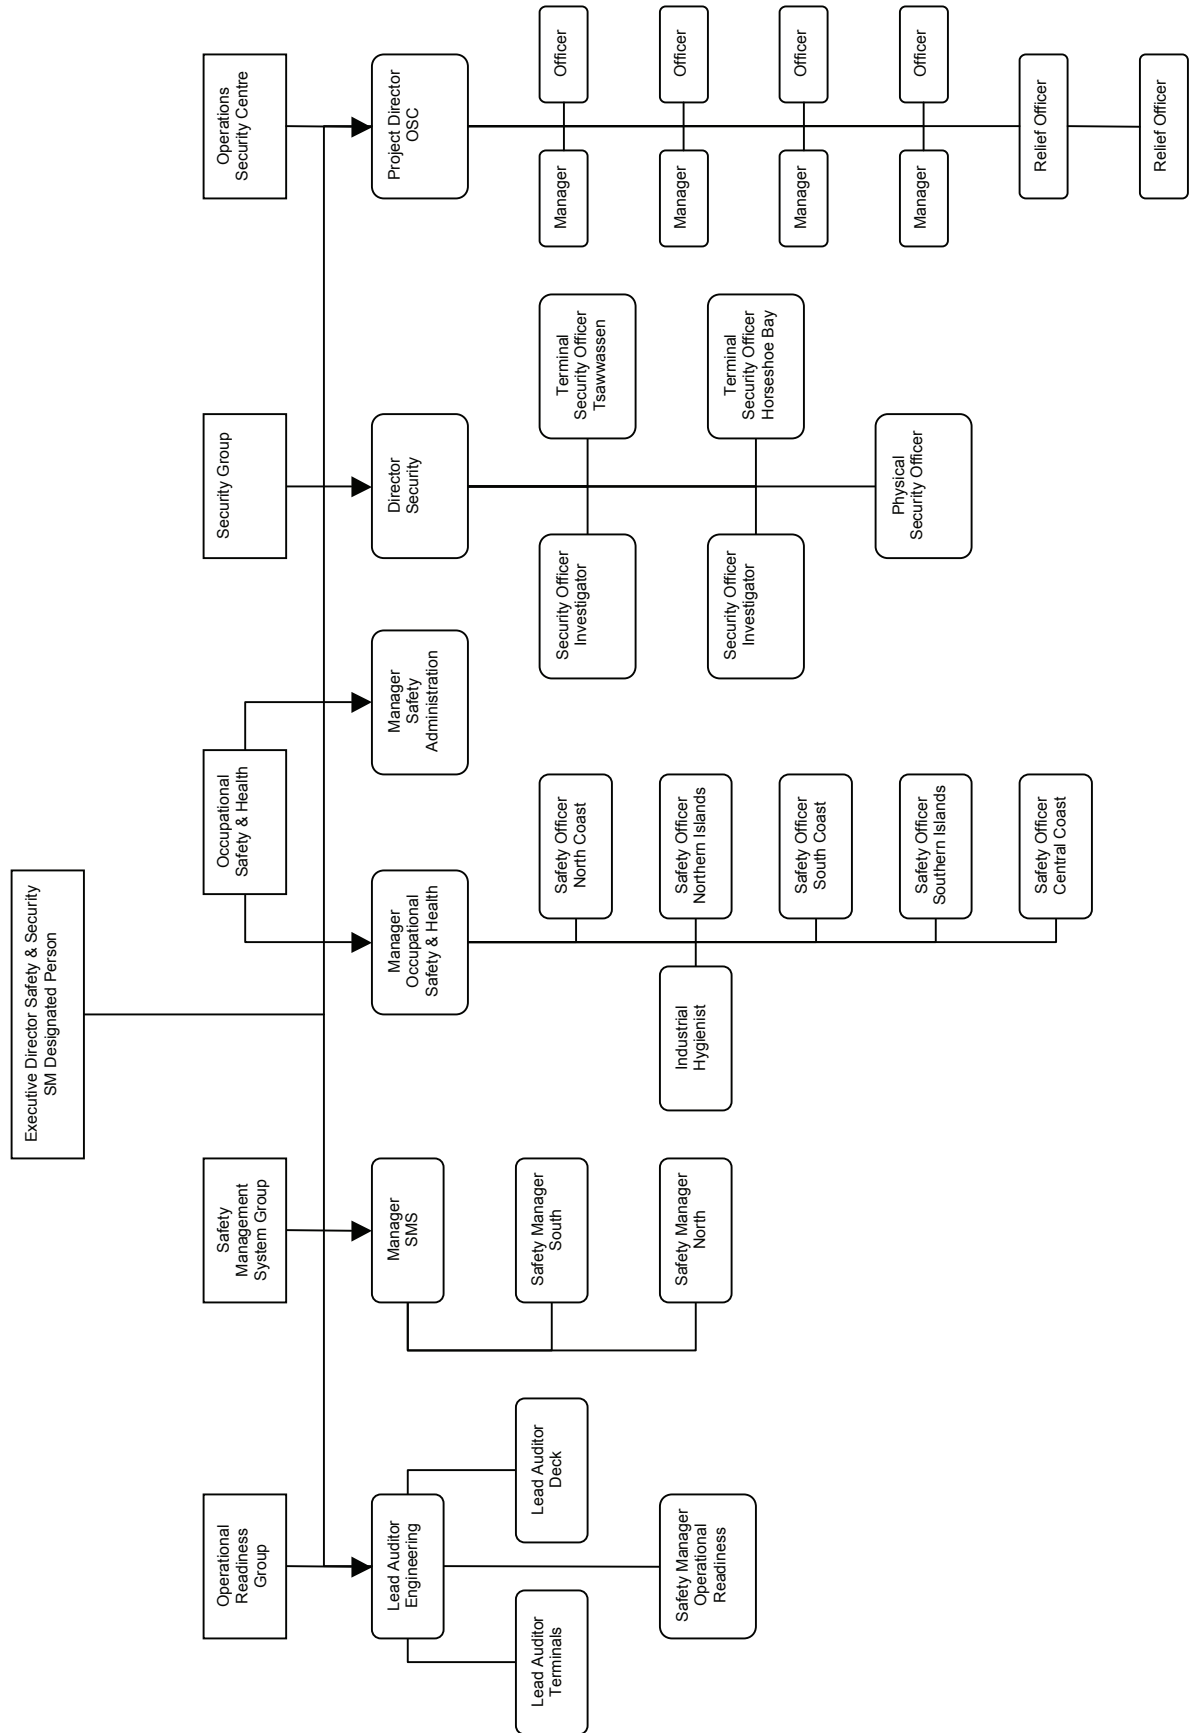 Executive Director Safety & Security
SM Designated Person
Operational
Readiness
Group
Safety
Management
System Group
Occupational
Safety & Health
Security Group
Operations
Security Centre
Lead Auditor
Engineering
Manager
SMS
Manager
Occupational
Safety & Health
Manager
Safety
Administration
Director
Security
Project Director
OSC
Lead Auditor
Terminals
Lead Auditor
Deck
Safety Manager
Operational
Readiness
Safety Manager
South
Safety Manager
North
Safety Officer
North Coast
Industrial
Hygienist
Safety Officer
Northern Islands
Safety Officer
South Coast
Safety Officer
Southern Islands
Safety Officer
Central Coast
Security Officer
Investigator
Terminal
Security Officer
Tsawwassen
Security Officer
Investigator
Terminal
Security Officer
Horseshoe Bay
Physical
Security Officer
Manager
Officer
Manager
Officer
Manager
Officer
Manager
Officer
Relief Officer
Relief Officer